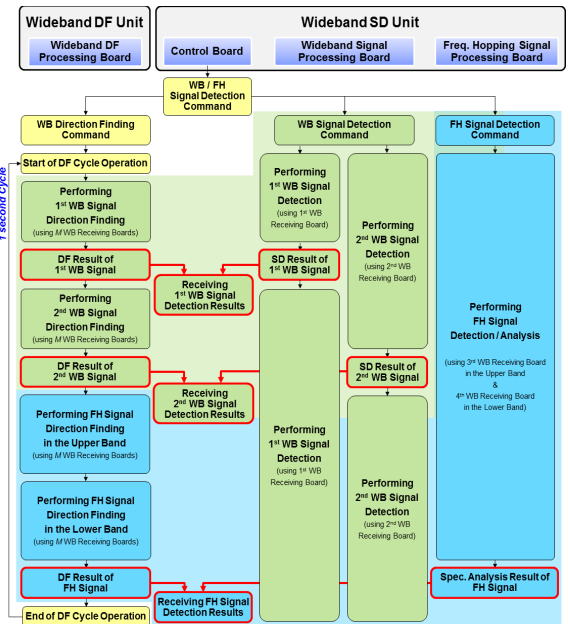 Wideband DF Unit
Wideband SD Unit
Wideband DF
Processing Board
Control Board
Wideband Signal
Processing Board
Freq. Hopping Signal
Processing Board
WB / FH
Signal Detection
Command
WB Direction Finding
Command
WB Signal Detection
Command
FH Signal Detection
Command
1 second Cycle
Start of DF Cycle Operation
Performing
1st WB Signal
Direction Finding
(using M WB Receiving Boards)
DF Result of
1st WB Signal
Performing
2nd WB Signal
Direction Finding
(using M WB Receiving Boards)
DF Result of
2nd WB Signal
Performing FH Signal
Direction Finding
in the Upper Band
(using M WB Receiving Boards)
Performing FH Signal
Direction Finding
in the Lower Band
(using M WB Receiving Boards)
DF Result of
FH Signal
End of DF Cycle Operation
Receiving
1st WB Signal
Detection Results
Receiving
2nd WB Signal
Detection Results
Receiving FH Signal
Detection Results
Performing
1st WB Signal
Detection
(using 1st WB
Receiving Board)
SD Result of
1st WB Signal
Performing
1st WB Signal
Detection
(using 1st WB
Receiving Board)
Performing
2nd WB Signal
Detection
(using 2nd WB
Receiving Board)
SD Result of
2nd WB Signal
Performing
2nd WB Signal
Detection
(using 2nd WB
Receiving Board)
Performing
FH Signal
Detection / Analysis
(using 3rd WB Receiving Board
in the Upper Band
&
4th WB Receiving Board
in the Lower Band)
Spec. Analysis Result of
FH Signal